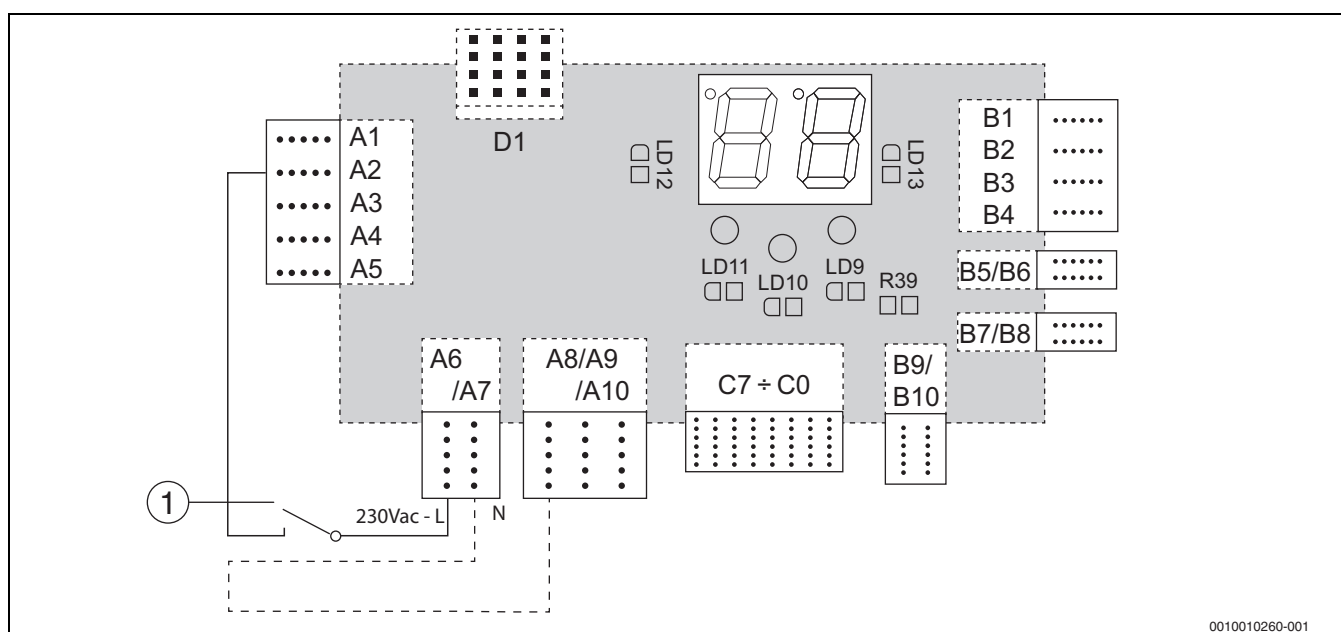 D1
A1
A2
A3
A4
A5
LD12
LD13
B1
B2
B3
B4
LD11
LD10
LD9
R39
B5/B6
B7/B8
A6
/A7
A8/A9
/A10
C7 ÷ C0
B9/
B10
1
230Vac - L
N
0010010260-001